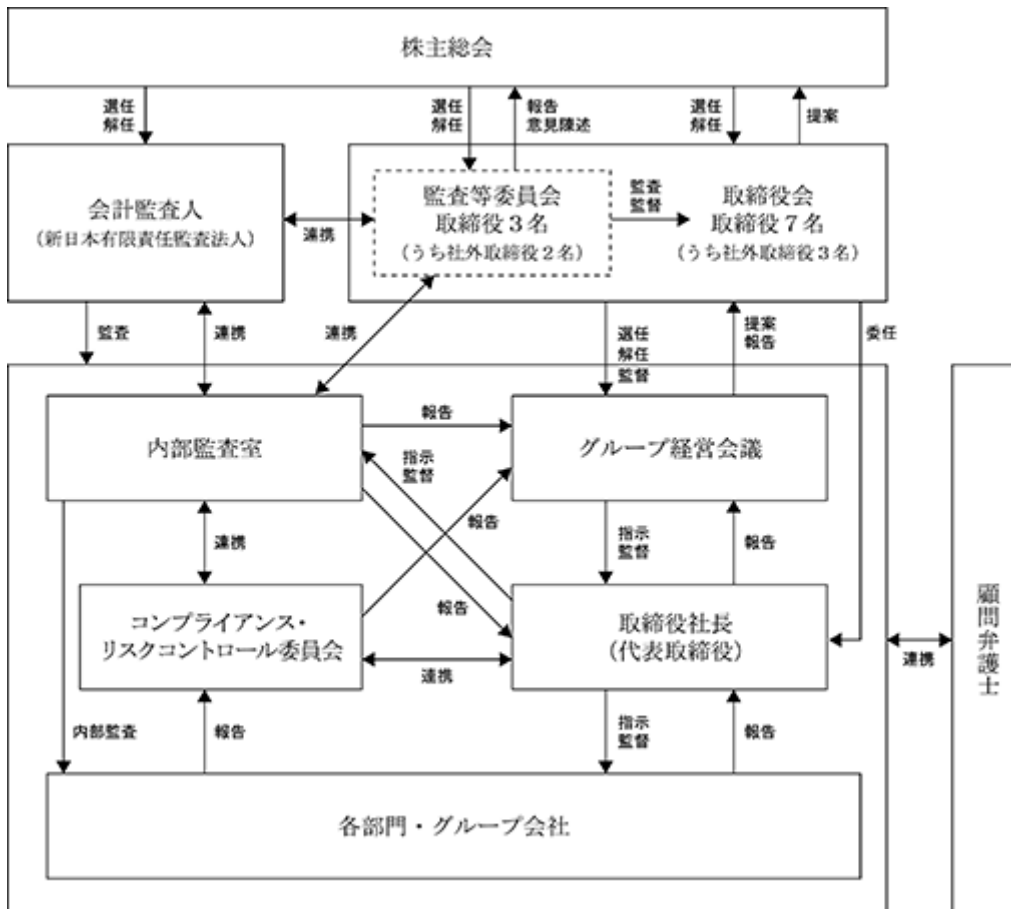 株主総会
選任
解任
選任
解任
報告
意見陳述
選任
解任
提案
会計監査人
（新日本有限責任監査法人）
連携
監査等委員会
取締役３名
（うち社外取締役２名）
監査
監督
取締役会
取締役７名
（うち社外取締役３名）
監査
連携
連携
選任
解任
監督
提案
報告
委任
内部監査室
報告
グループ経営会議
指示
監督
連携
報告
指示
監督
報告
コンプライアンス・
リスクコントロール委員会
報告
連携
取締役社長
（代表取締役）
連携
顧問弁護士
内部監査
報告
指示
監督
報告
各部門・グループ会社